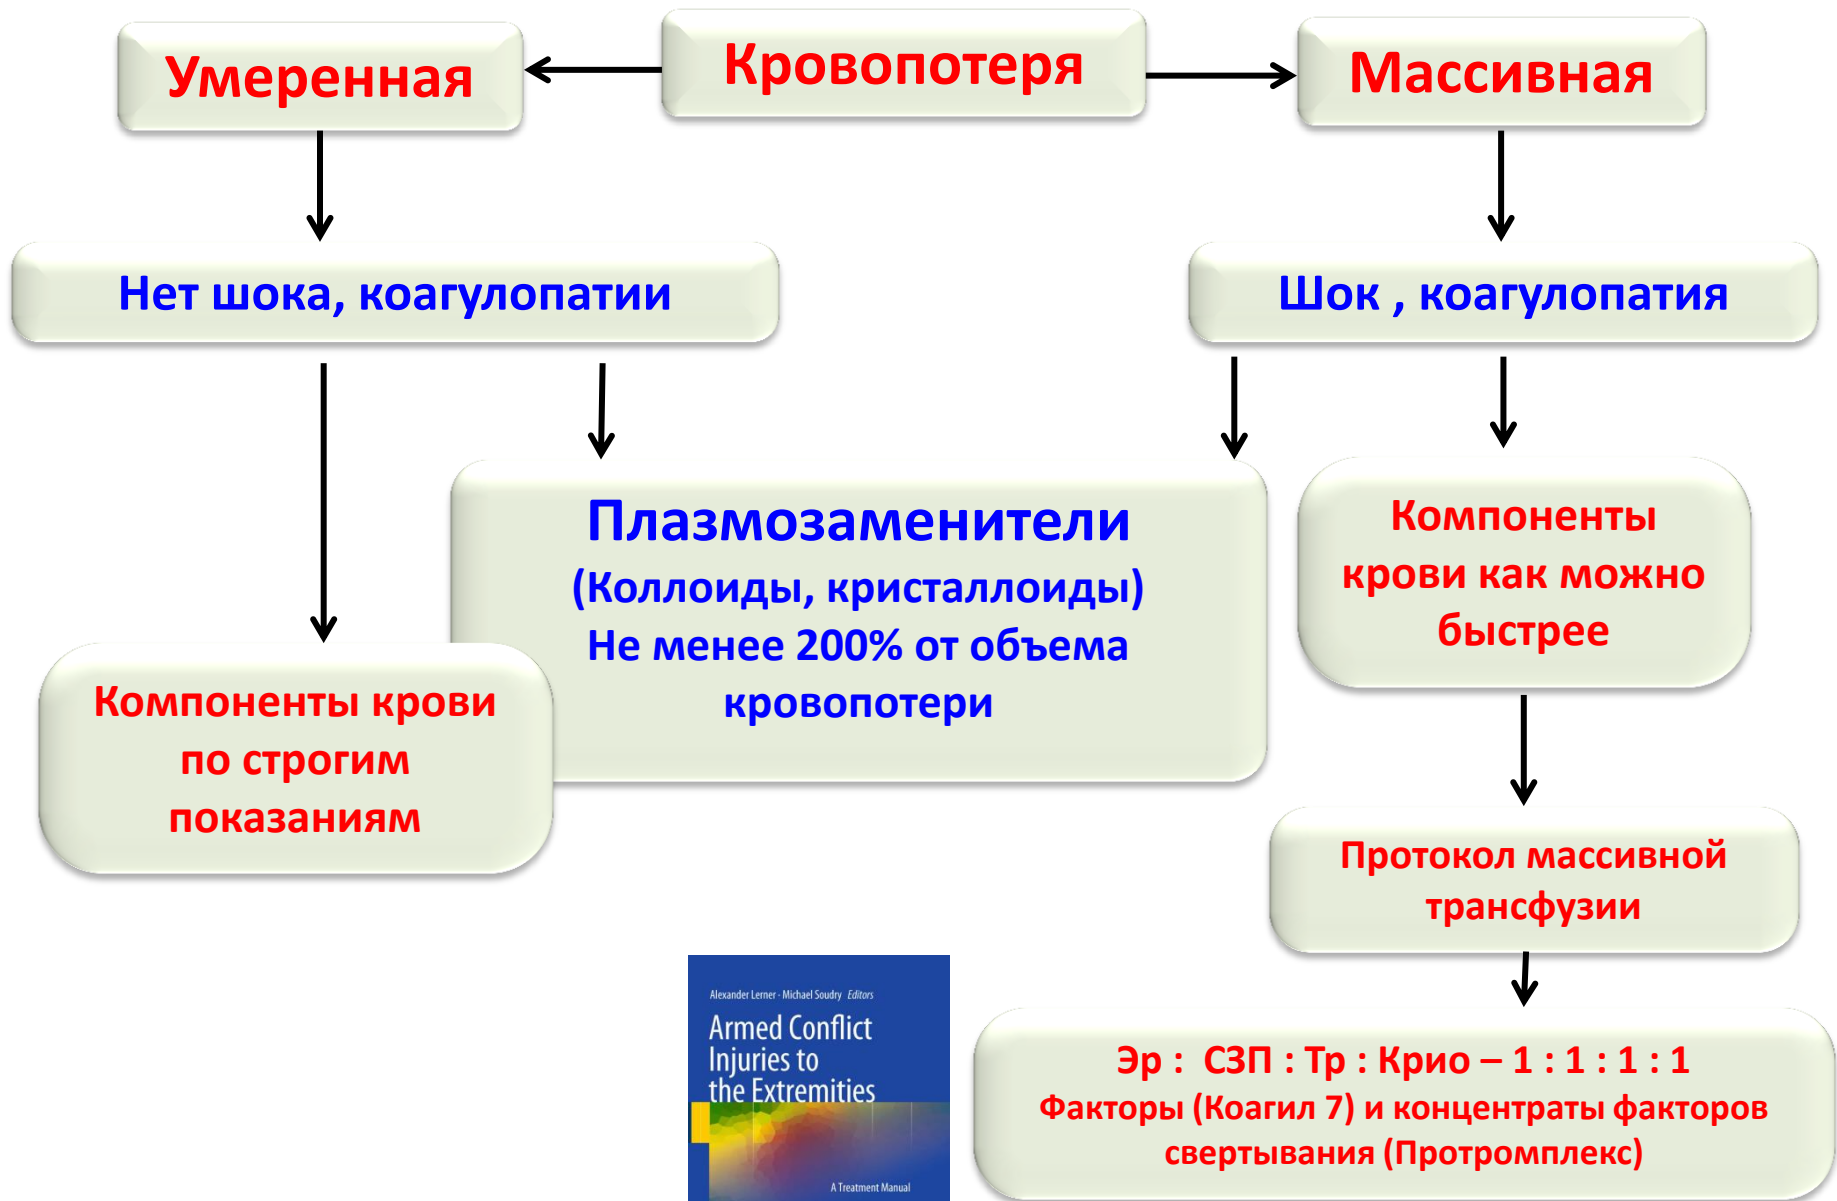 Кровопотеря
Умеренная
Массивная
Нет шока, коагулопатии
Шок , коагулопатия
Плазмозаменители
(Коллоиды, кристаллоиды)
Не менее 200% от объема
кровопотери
Компоненты
крови как можно
быстрее
Компоненты крови
по строгим
показаниям
Протокол массивной
трансфузии
Эр : СЗП : Тр : Крио – 1 : 1 : 1 : 1
Факторы (Коагил 7) и концентраты факторов
свертывания (Протромплекс)
Alexander Lerner · Michael Soudry Editors
Armed Conflict
Injuries to
the Extremities
A Treatment Manual